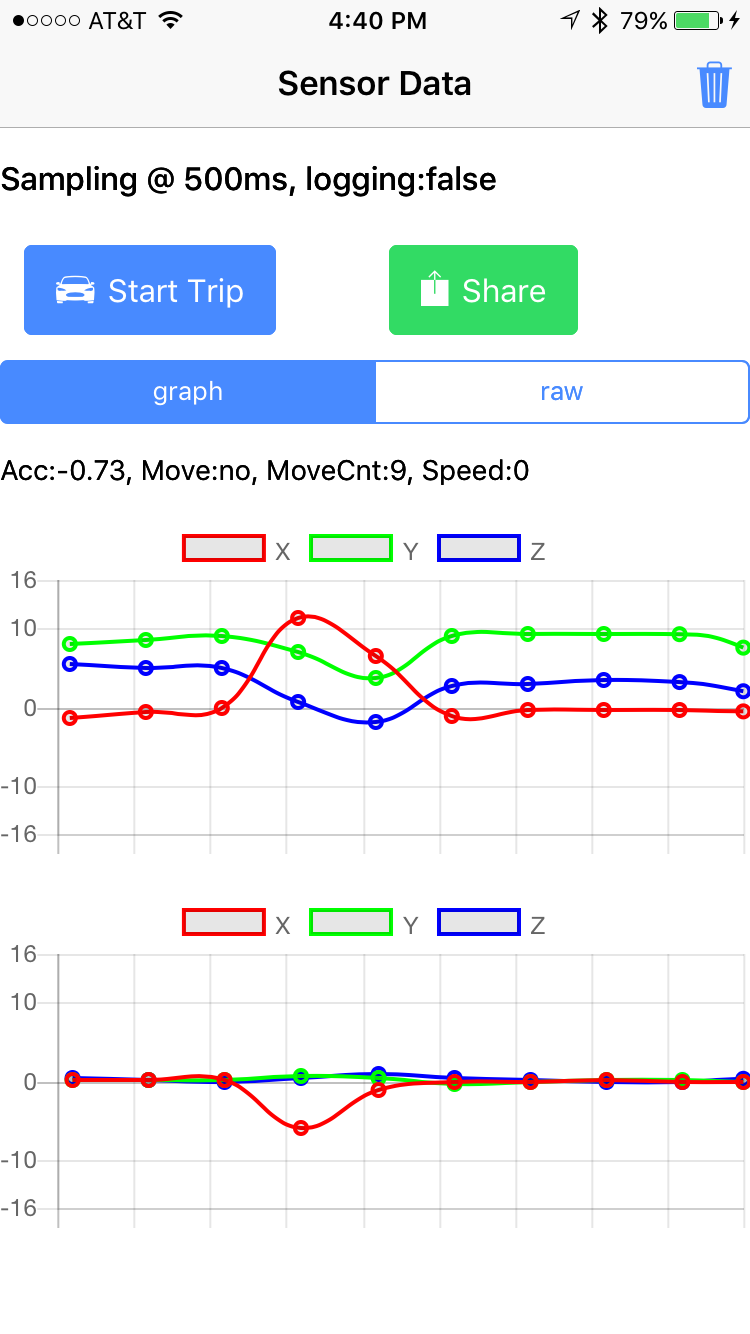 AT&T 4:40 PM 79%
Sensor Data
Sampling @ 500ms, logging:false
Start Trip Share
graph raw
Acc:-0.73, Move:no, MoveCnt:9, Speed:0
X Y Z
16
10
0
-10
-16
X Y Z
16
10
0
-10
-16